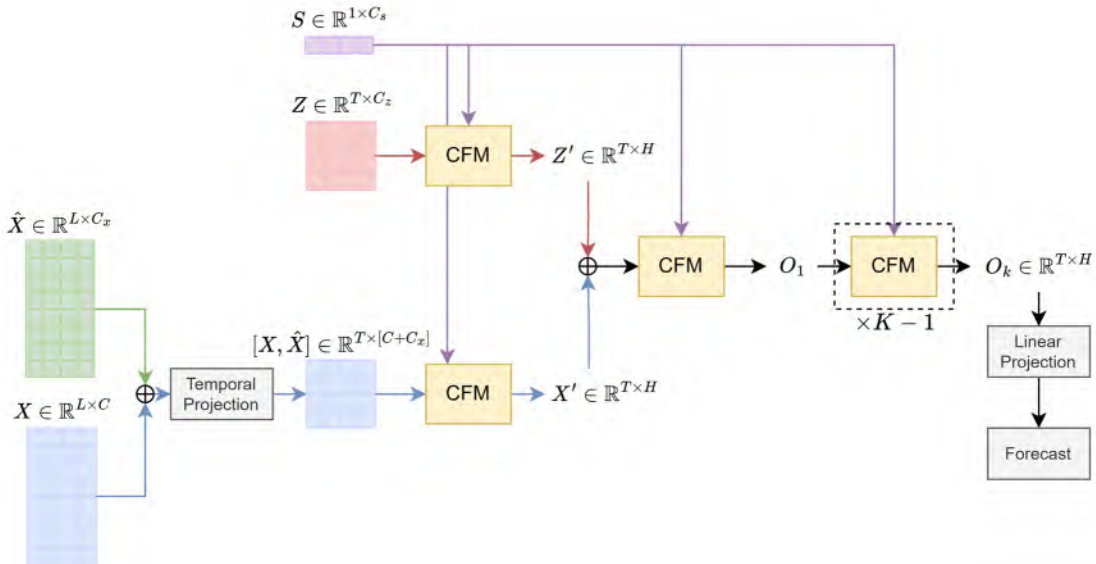 S ∈ ℝ^{1×C_s}
Z ∈ ℝ^{T×C_z}
CFM
Z′ ∈ ℝ^{T×H}
X̂ ∈ ℝ^{L×C_x}
CFM
O_1
CFM
O_k ∈ ℝ^{T×H}
×K − 1
[X, X̂] ∈ ℝ^{T×[C+C_x]}
Linear
Projection
Temporal
Projection
CFM
X′ ∈ ℝ^{T×H}
X ∈ ℝ^{L×C}
Forecast